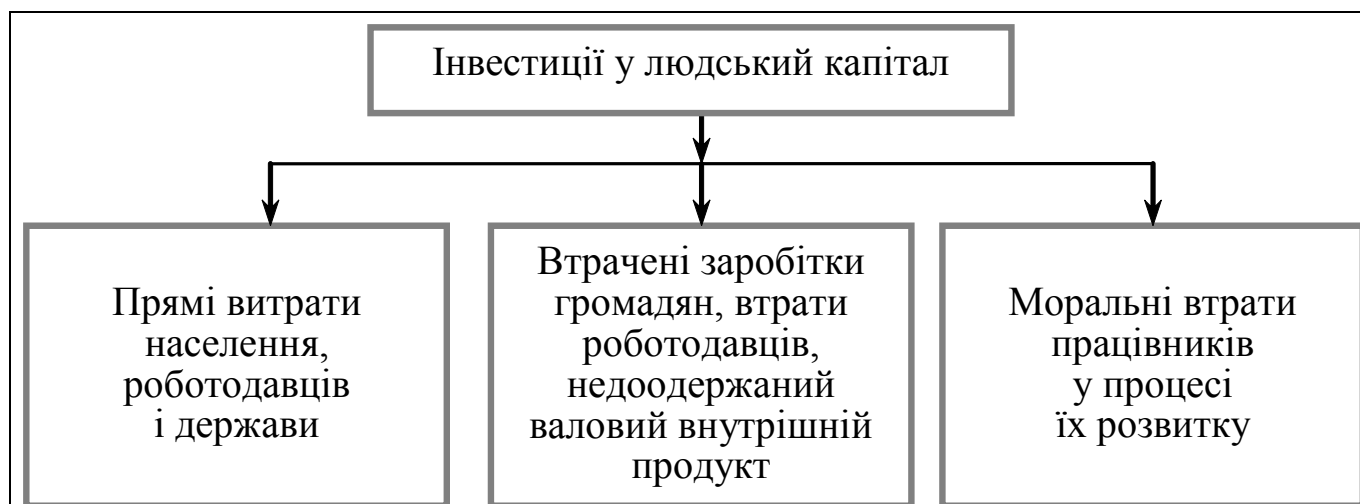 Інвестиції у людський капітал
Прямі витрати
населення,
роботодавців
і держави
Втрачені заробітки
громадян, втрати
роботодавців,
недоодержаний
валовий внутрішній
продукт
Моральні втрати
працівників
у процесі
їх розвитку